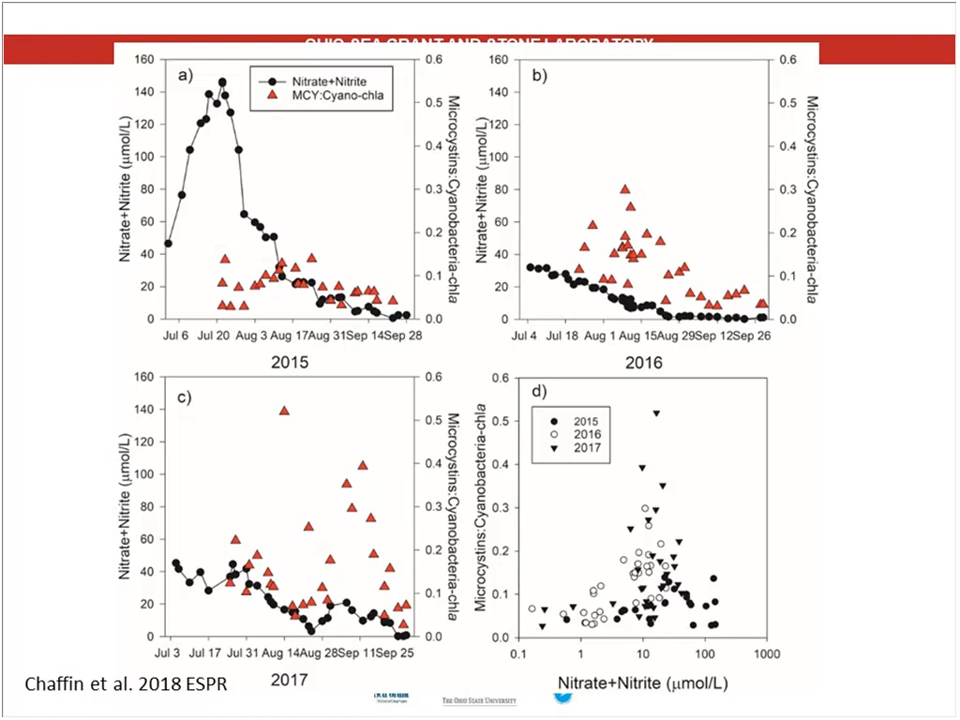 OHIO SEA GRANT AND STONE LABORATORY
a)
Nitrate+Nitrite
MCY:Cyano-chla
160
140
120
100
80
60
40
20
0
0.6
0.5
0.4
0.3
0.2
0.1
0.0
Nitrate+Nitrite (µmol/L)
Microcystins:Cyanobacteria-chla
Jul 6 Jul 20 Aug 3 Aug 17 Aug 31 Sep 14 Sep 28
2015
b)
160
140
120
100
80
60
40
20
0
0.6
0.5
0.4
0.3
0.2
0.1
0.0
Nitrate+Nitrite (µmol/L)
Microcystins:Cyanobacteria-chla
Jul 4 Jul 18 Aug 1 Aug 15 Aug 29 Sep 12 Sep 26
2016
c)
160
140
120
100
80
60
40
20
0
0.6
0.5
0.4
0.3
0.2
0.1
0.0
Nitrate+Nitrite (µmol/L)
Microcystins:Cyanobacteria-chla
Jul 3 Jul 17 Jul 31 Aug 14 Aug 28 Sep 11 Sep 25
2017
d)
2015
2016
2017
0.6
0.5
0.4
0.3
0.2
0.1
0.0
Microcystins:Cyanobacteria-chla
0.1 1 10 100 1000
Nitrate+Nitrite (µmol/L)
Chaffin et al. 2018 ESPR
THE OHIO STATE UNIVERSITY